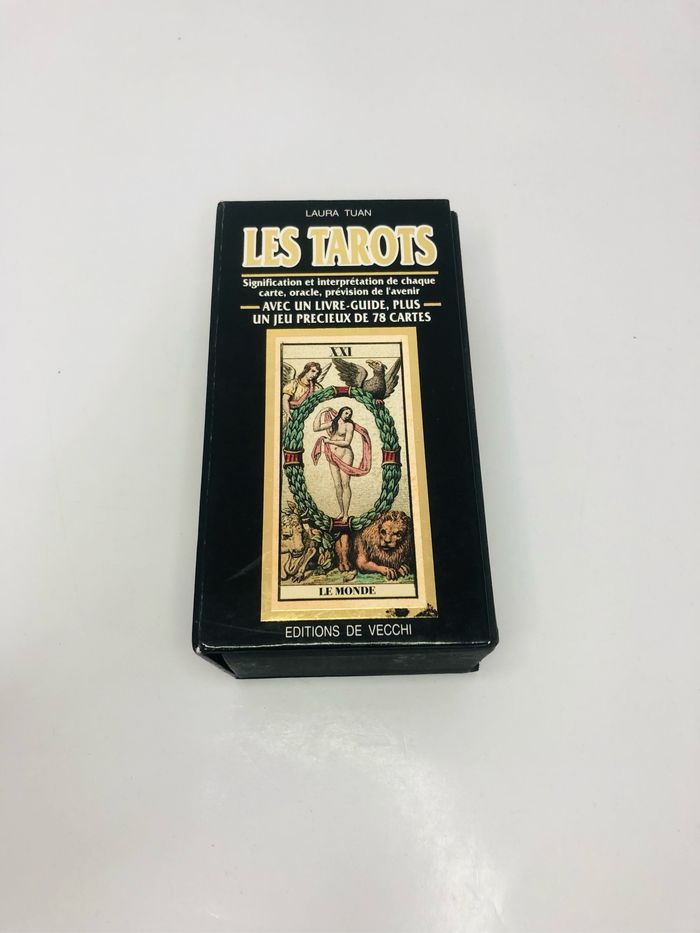 LAURA TUAN
LES TAROTS
Signification et interprétation de chaque
carte, oracle, prévision de l'avenir
AVEC UN LIVRE-GUIDE, PLUS
UN JEU PRECIEUX DE 78 CARTES
XXI
LE MONDE
EDITIONS DE VECCHI